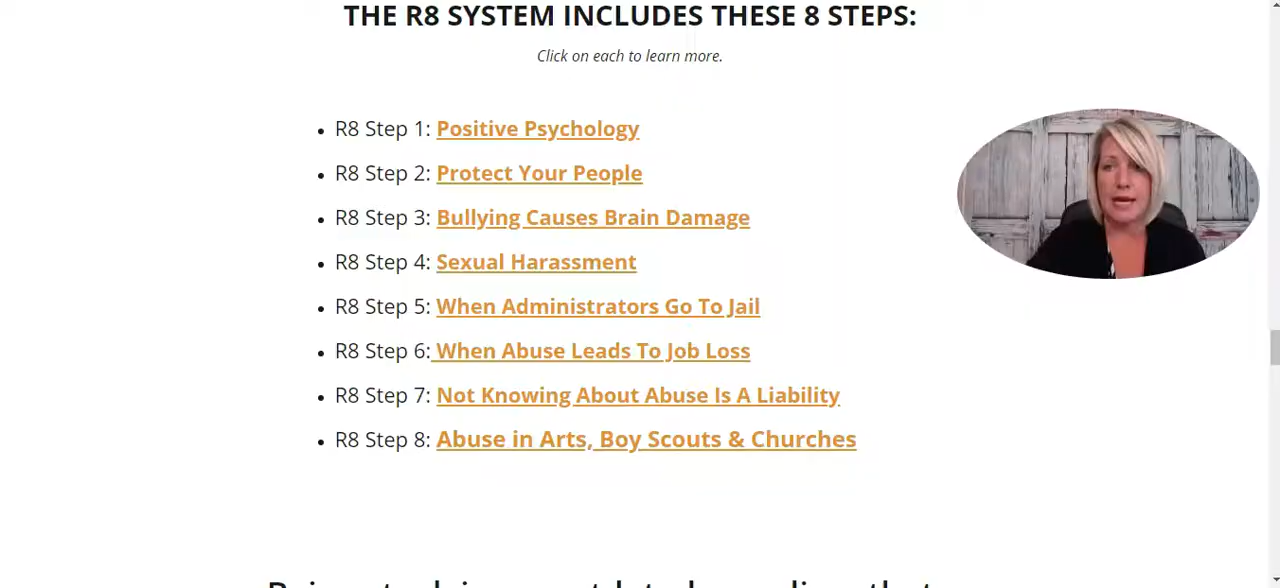 THE R8 SYSTEM INCLUDES THESE 8 STEPS:
Click on each to learn more.
• R8 Step 1: Positive Psychology
• R8 Step 2: Protect Your People
• R8 Step 3: Bullying Causes Brain Damage
• R8 Step 4: Sexual Harassment
• R8 Step 5: When Administrators Go To Jail
• R8 Step 6: When Abuse Leads To Job Loss
• R8 Step 7: Not Knowing About Abuse Is A Liability
• R8 Step 8: Abuse in Arts, Boy Scouts & Churches